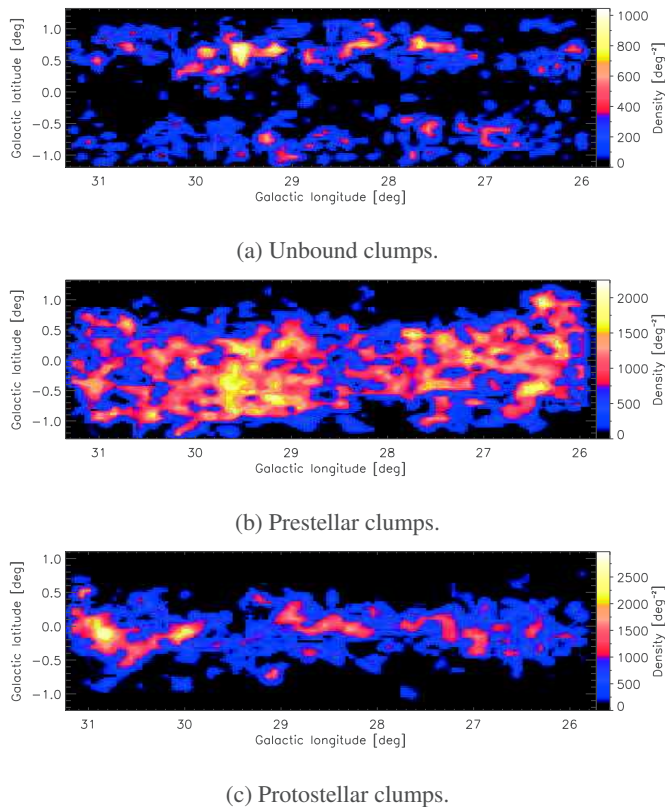 Galactic latitude [deg]
1.0
0.5
0.0
-0.5
-1.0
31 30 29 28 27 26
Galactic longitude [deg]
1000
800
600
400
200
0
Density [deg⁻²]
(a) Unbound clumps.
Galactic latitude [deg]
1.0
0.5
0.0
-0.5
-1.0
31 30 29 28 27 26
Galactic longitude [deg]
2000
1500
1000
500
0
Density [deg⁻²]
(b) Prestellar clumps.
Galactic latitude [deg]
1.0
0.5
0.0
-0.5
-1.0
31 30 29 28 27 26
Galactic longitude [deg]
2500
2000
1500
1000
500
0
Density [deg⁻²]
(c) Protostellar clumps.